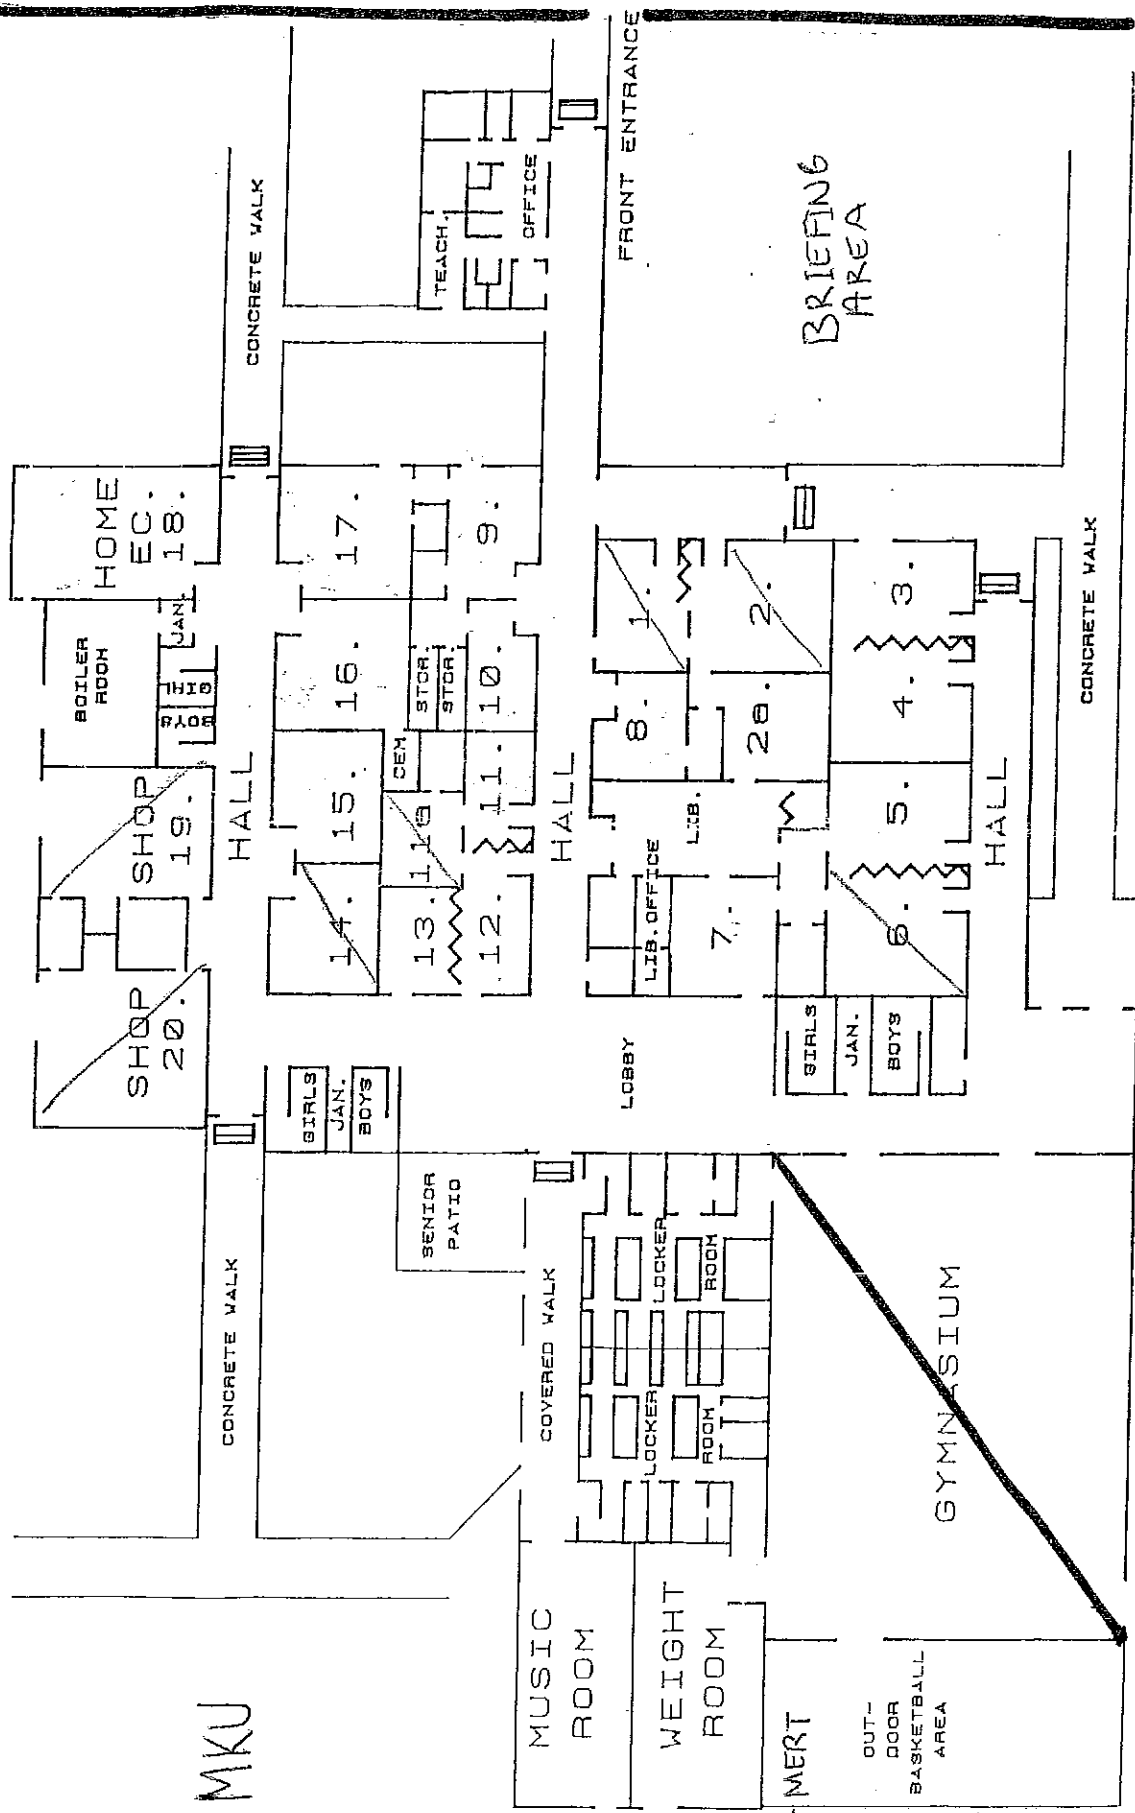 HOME
EC.
18.
BOILER
ROOM
JAN.
GIRL
BOYS
SHOP
19.
SHOP
20.
CONCRETE WALK
HALL
CONCRETE WALK
MKU
17.
16.
15.
14.
GIRLS
JAN.
BOYS
TEACH.
OFFICE
STOR.
STOR.
CEM
9.
10.
11.
13.
12.
SENIOR
PATIO
FRONT ENTRANCE
HALL
COVERED WALK
MUSIC
ROOM
1.
8.
LIB.
LIB. OFFICE
LOBBY
LOCKER
ROOM
LOCKER
ROOM
WEIGHT
ROOM
2.
7.
BRIEFING
AREA
3.
4.
5.
6.
GIRLS
JAN.
BOYS
GYMNASIUM
MERT
OUT-
DOOR
BASKETBALL
AREA
HALL
CONCRETE WALK